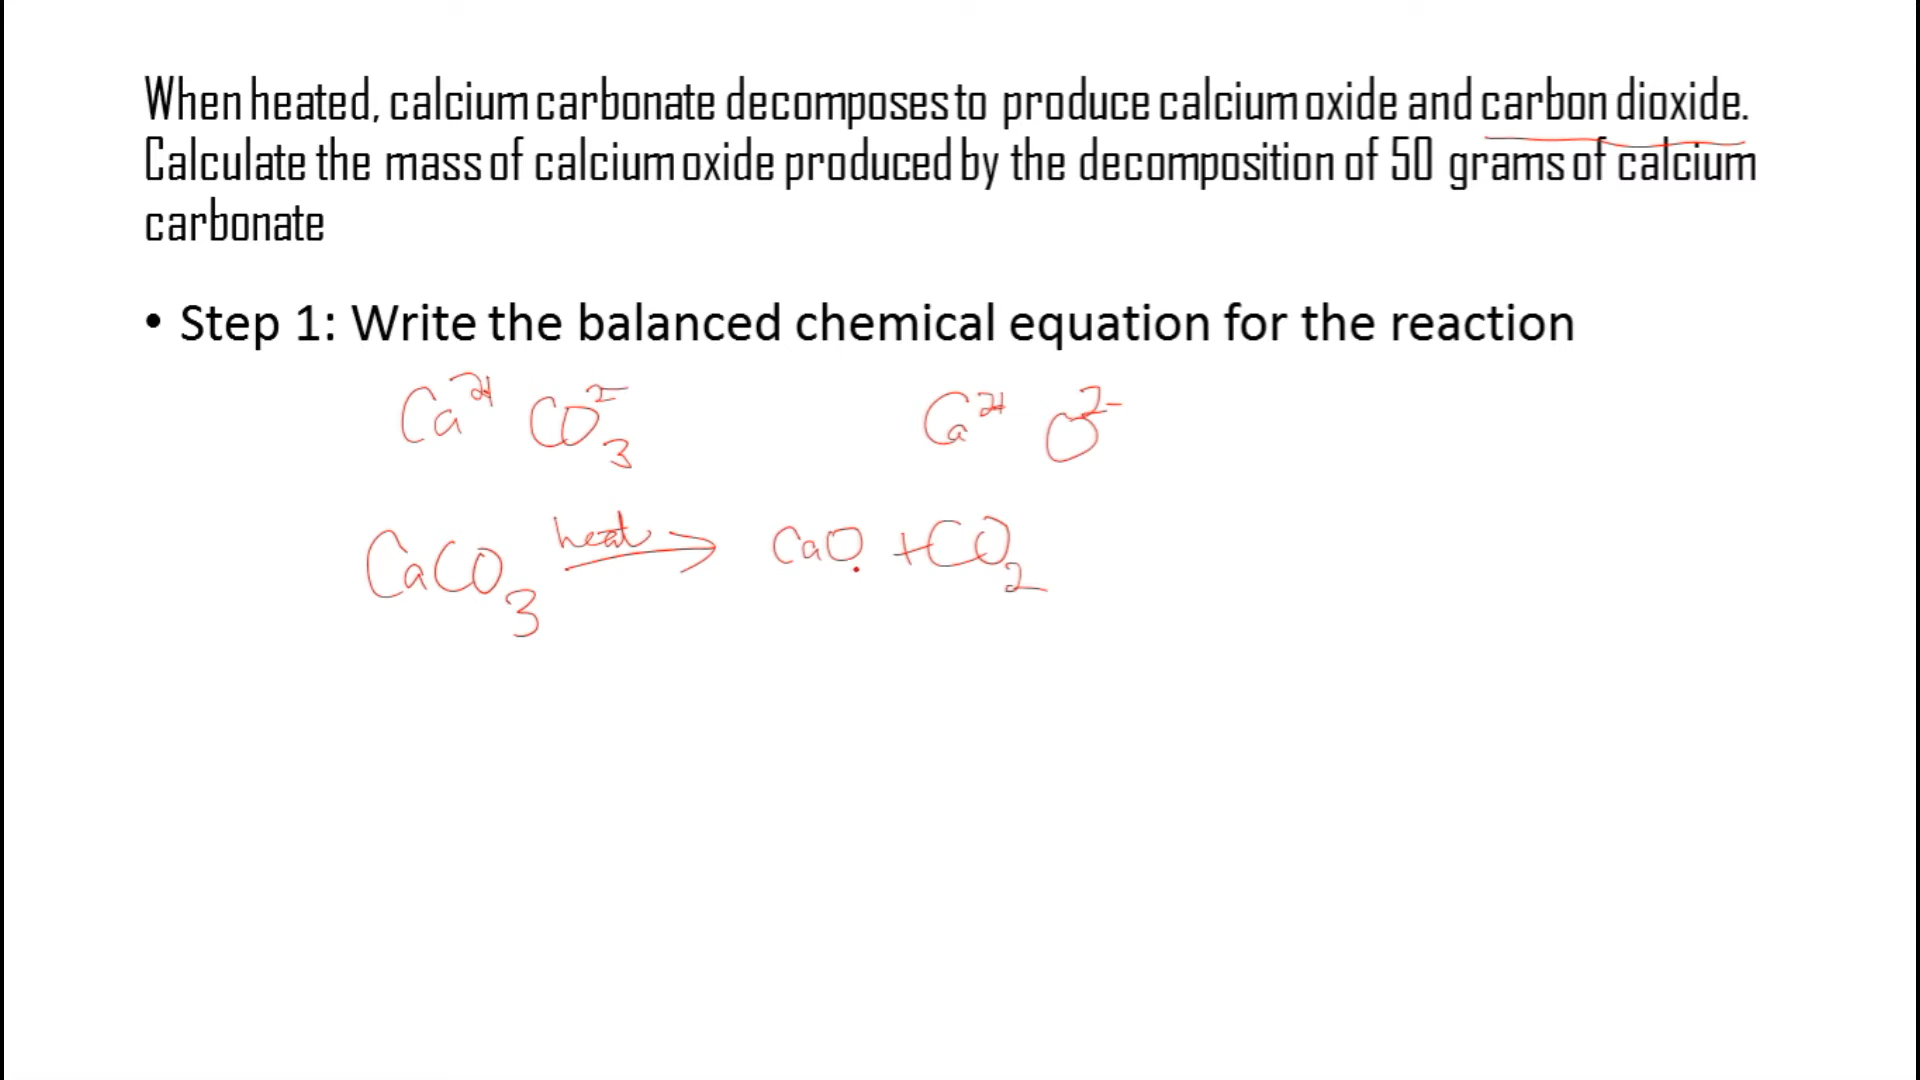 When heated, calcium carbonate decomposes to produce calcium oxide and carbon dioxide.
Calculate the mass of calcium oxide produced by the decomposition of 50 grams of calcium
carbonate
• Step 1: Write the balanced chemical equation for the reaction
Ca²⁺ CO₃²⁻ Ca²⁺ O²⁻
CaCO₃ heat → CaO + CO₂